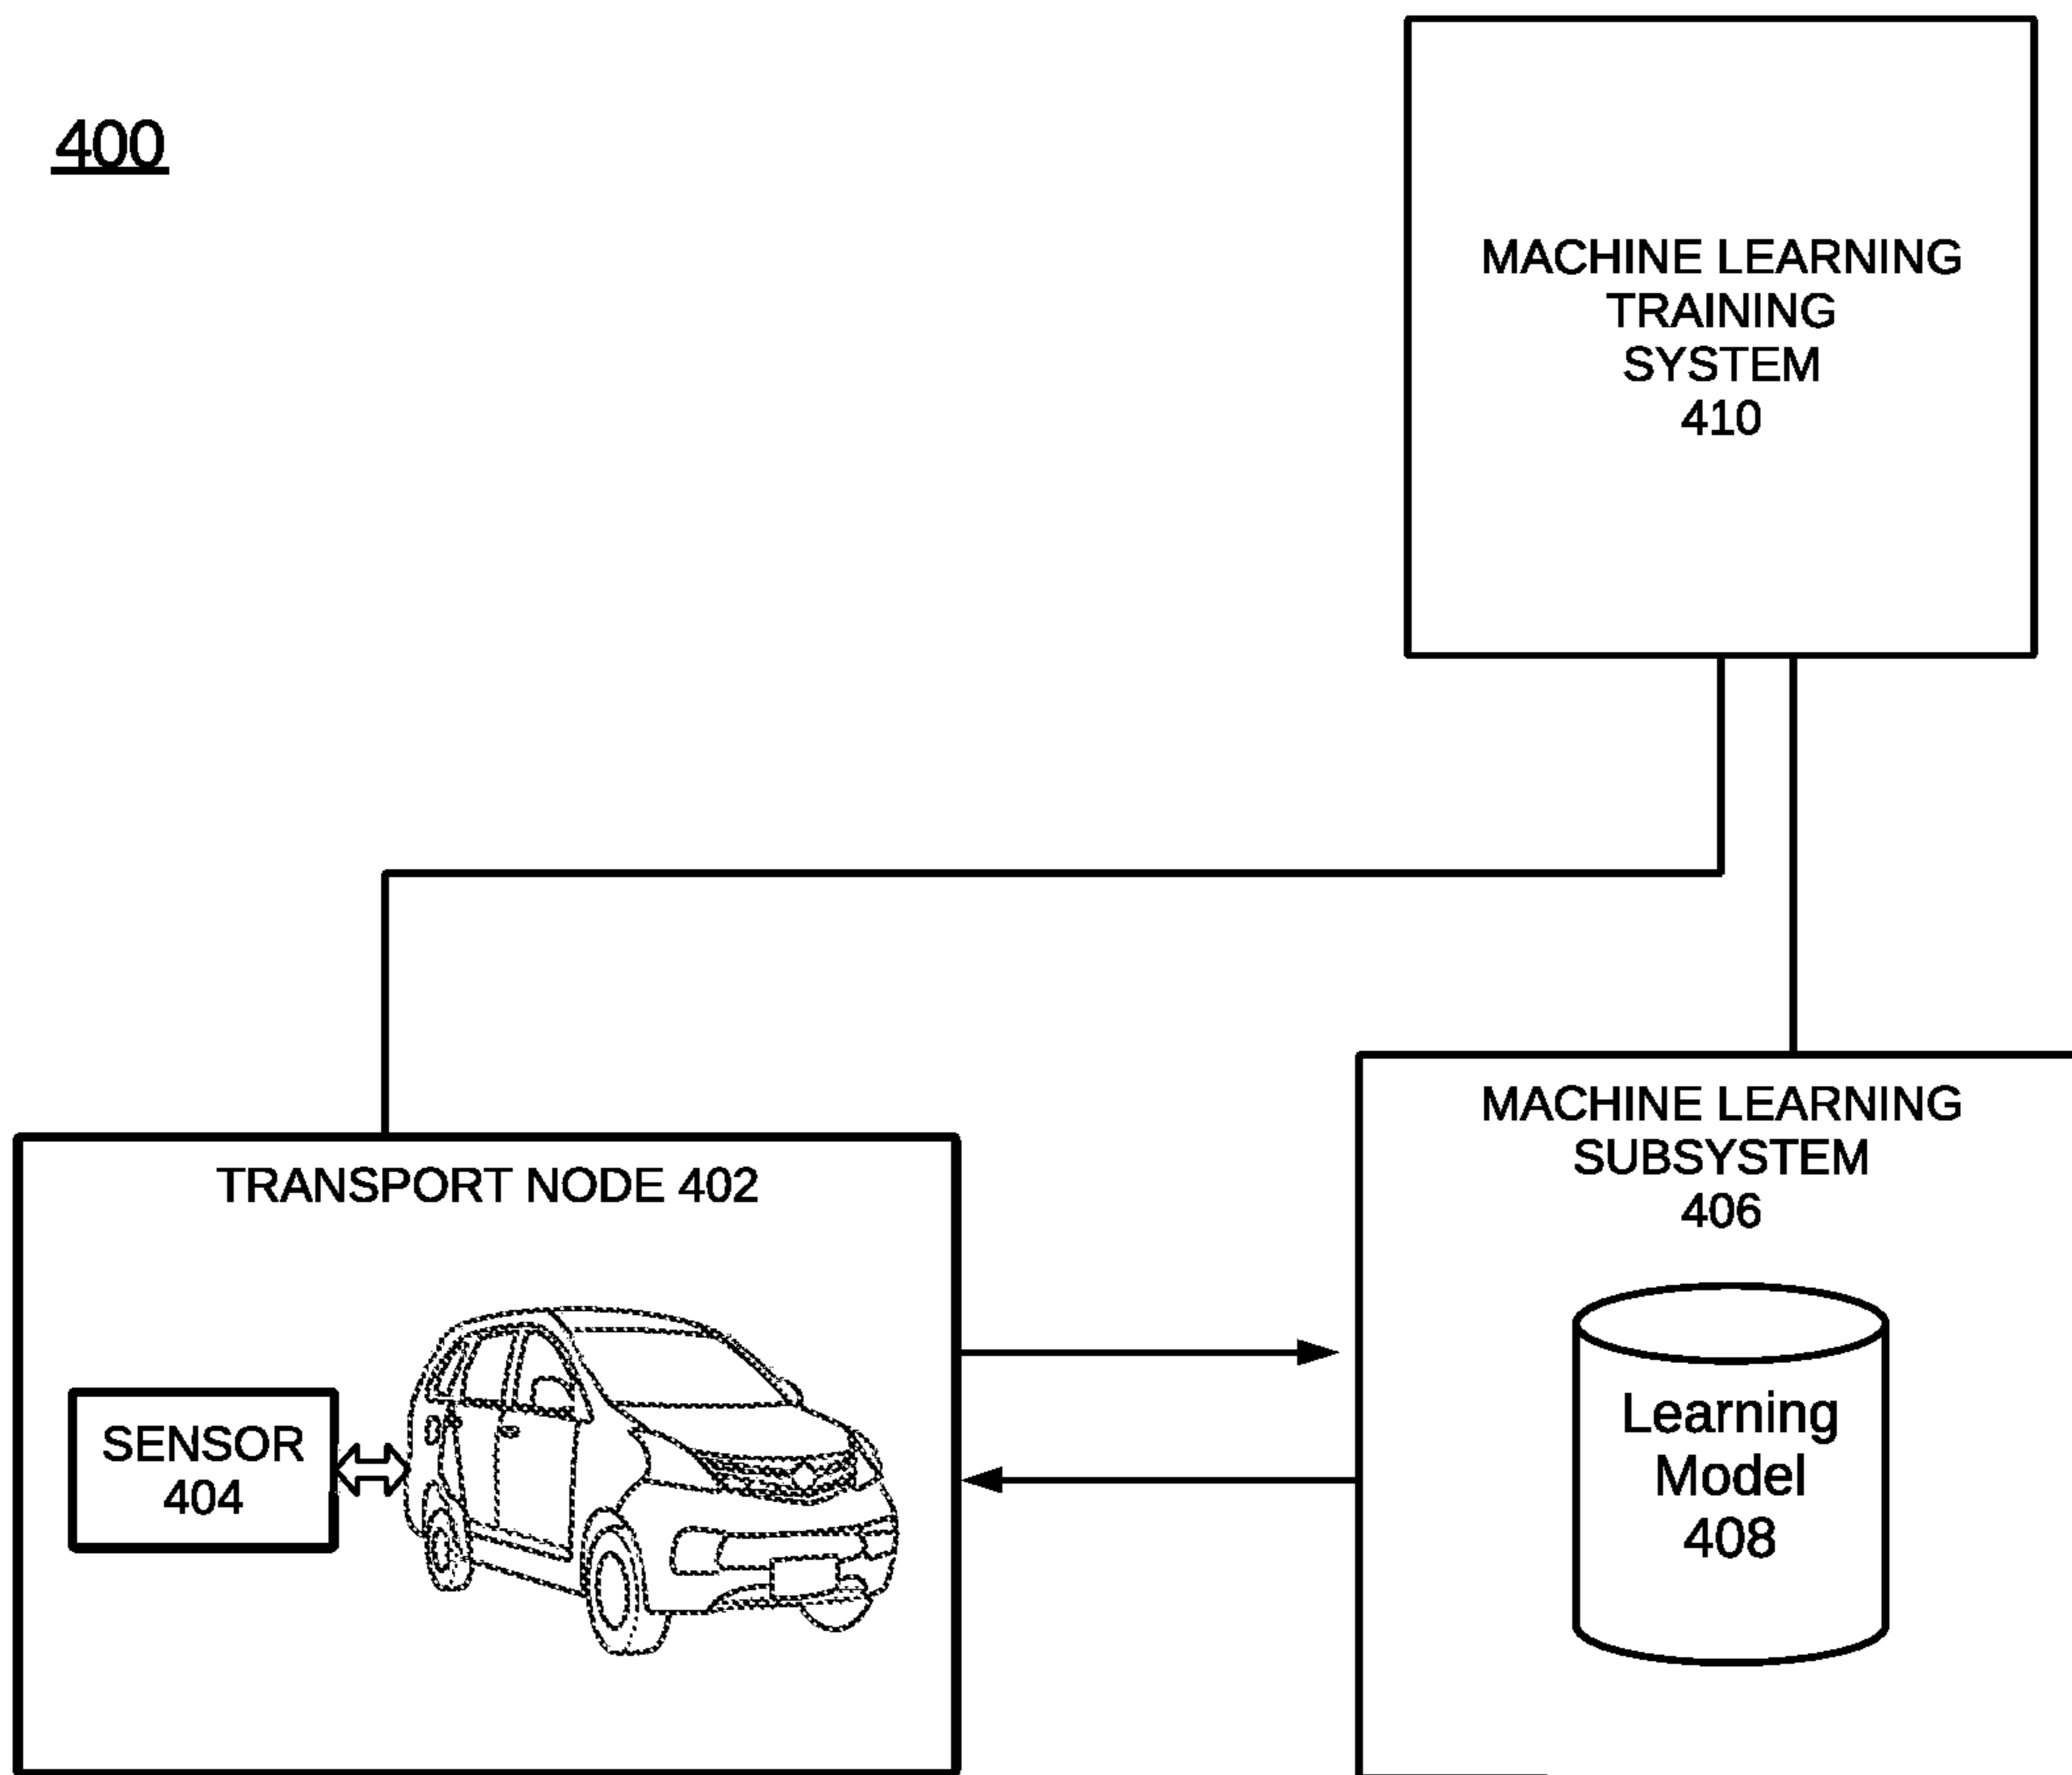 400
MACHINE LEARNING
TRAINING
SYSTEM
410
TRANSPORT NODE 402
SENSOR
404
MACHINE LEARNING
SUBSYSTEM
406
Learning
Model
408